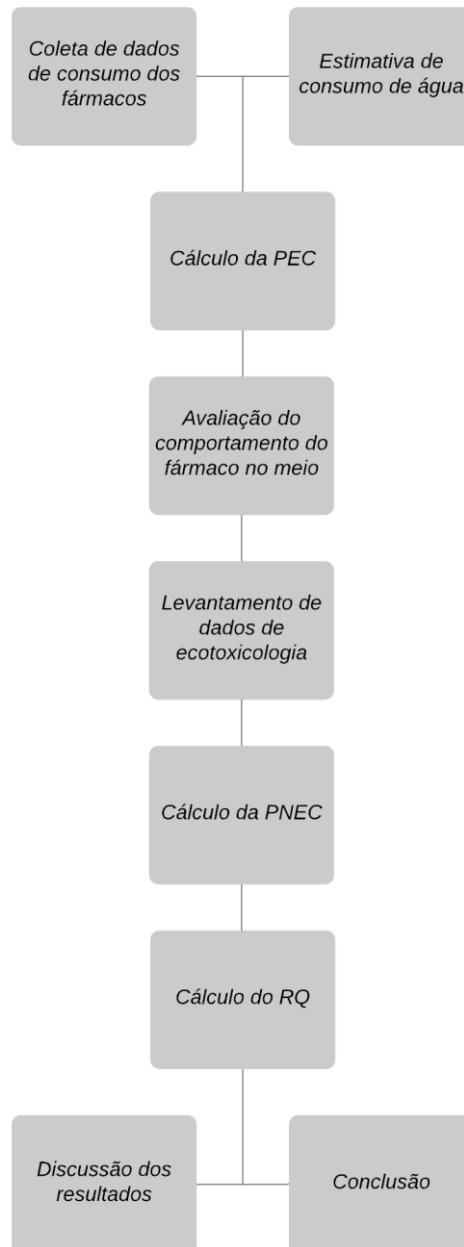 Coleta de dados
de consumo dos
fármacos
Estimativa de
consumo de água
Cálculo da PEC
Avaliação do
comportamento do
fármaco no meio
Levantamento de
dados de
ecotoxicologia
Cálculo da PNEC
Cálculo do RQ
Discussão dos
resultados
Conclusão